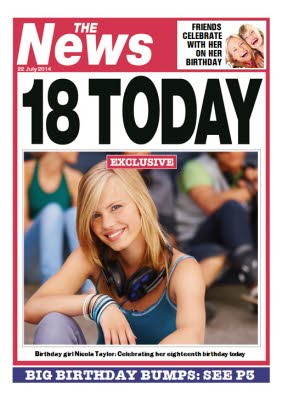 THE
News
22 July 2014
FRIENDS
CELEBRATE
WITH HER
ON HER
BIRTHDAY
18 TODAY
EXCLUSIVE
Birthday girl Nicola Taylor: Celebrating her eighteenth birthday today
BIG BIRTHDAY BUMPS: SEE P3